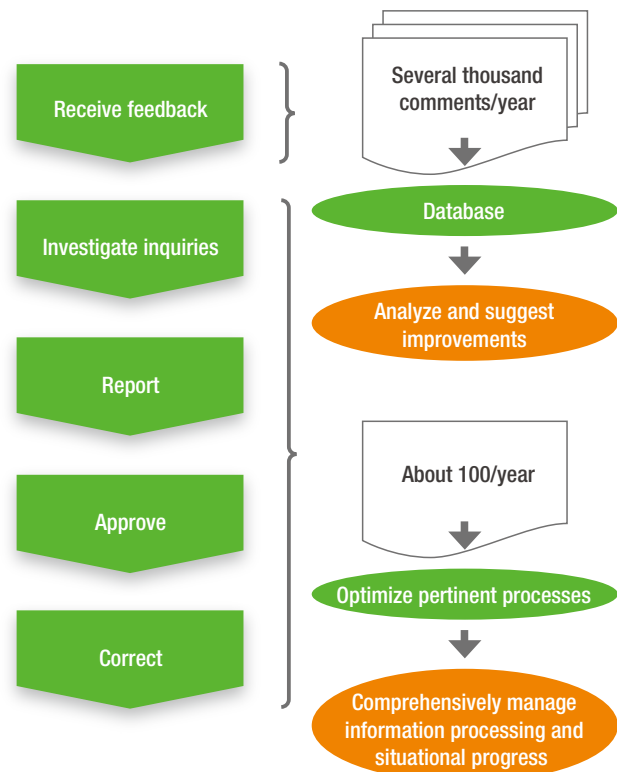 Receive feedback
Several thousand
comments/year
Database
Analyze and suggest
improvements
Investigate inquiries
Report
Approve
Correct
About 100/year
Optimize pertinent processes
Comprehensively manage
information processing and
situational progress